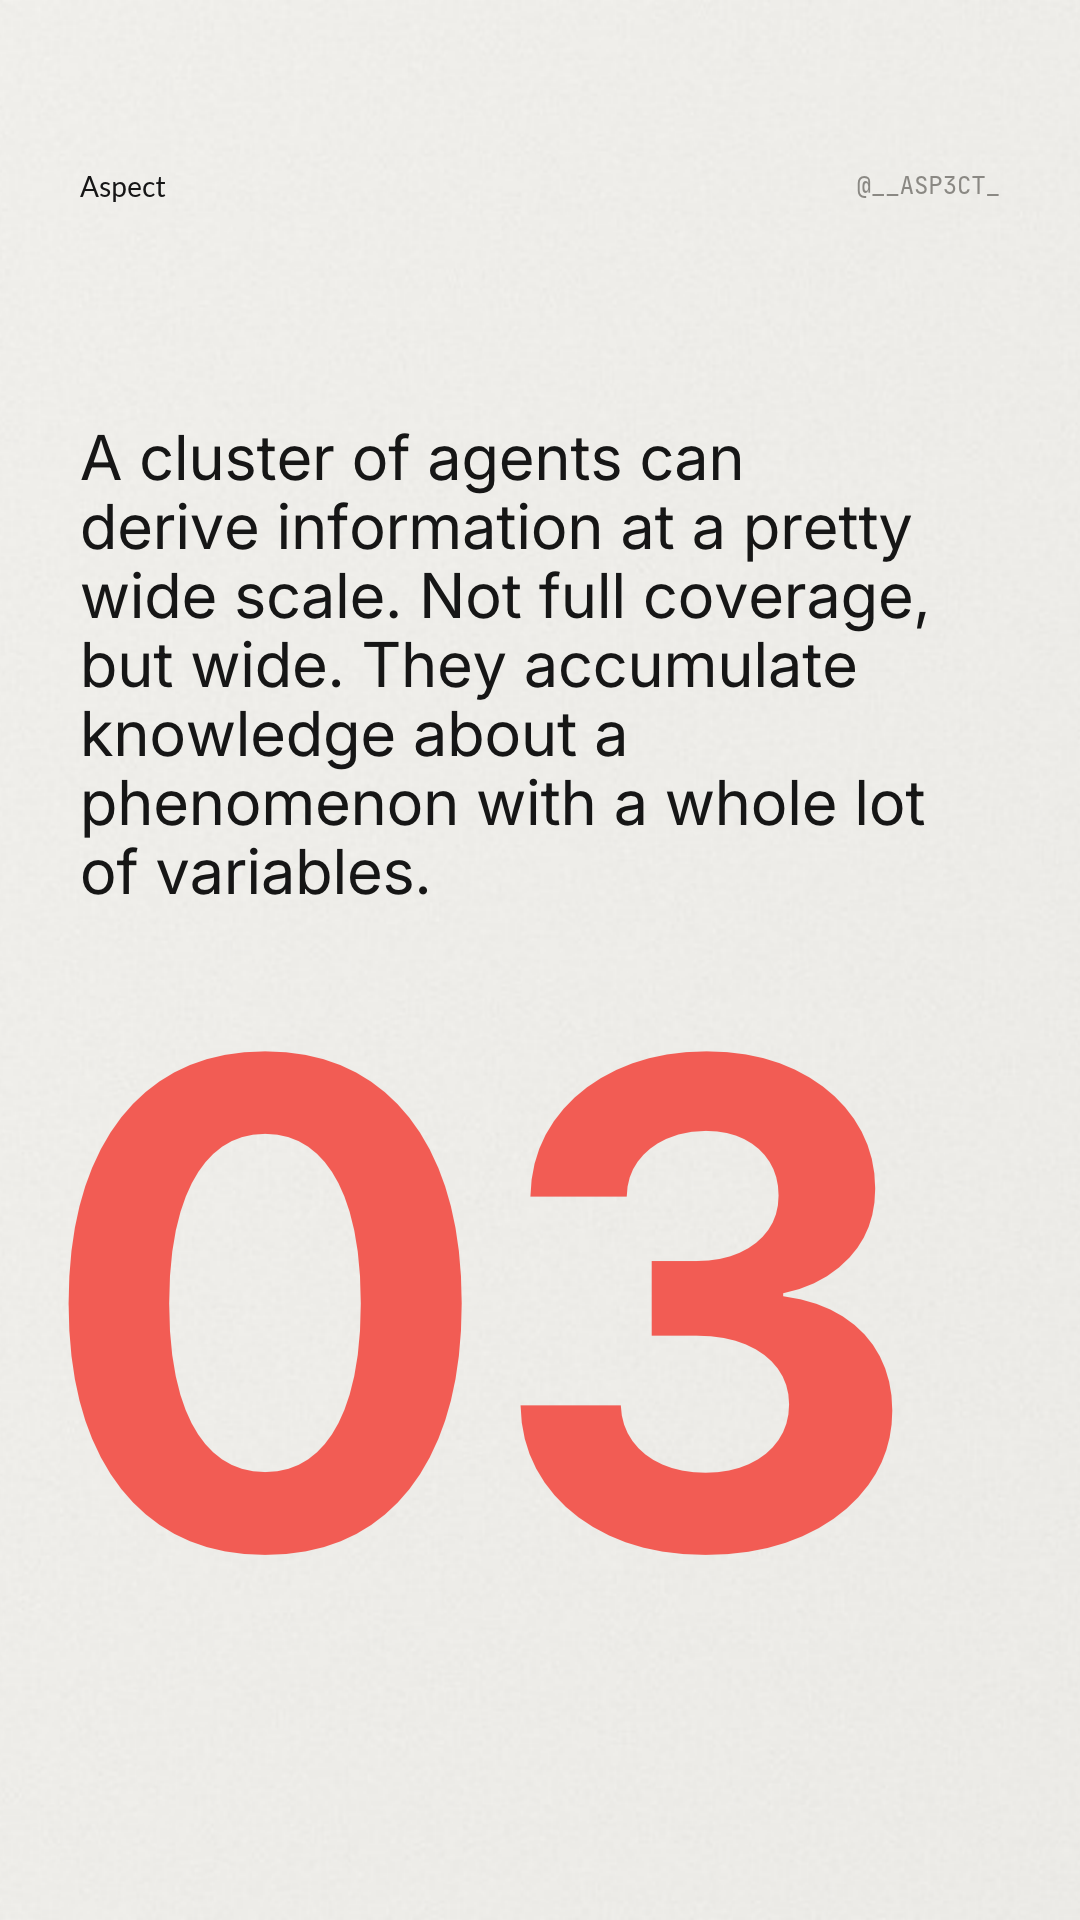 Aspect
@__ASP3CT_
A cluster of agents can
derive information at a pretty
wide scale. Not full coverage,
but wide. They accumulate
knowledge about a
phenomenon with a whole lot
of variables.
03